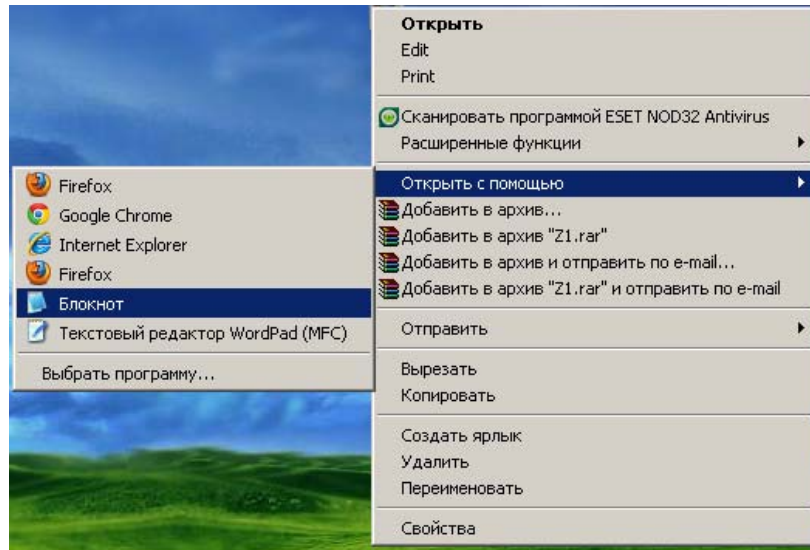 Открыть
Edit
Print
Сканировать программой ESET NOD32 Antivirus
Расширенные функции
Открыть с помощью
Добавить в архив...
Добавить в архив "Z1.rar"
Добавить в архив и отправить по e-mail...
Добавить в архив "Z1.rar" и отправить по e-mail
Отправить
Вырезать
Копировать
Создать ярлык
Удалить
Переименовать
Свойства
Firefox
Google Chrome
Internet Explorer
Firefox
Блокнот
Текстовый редактор WordPad (MFC)
Выбрать программу...